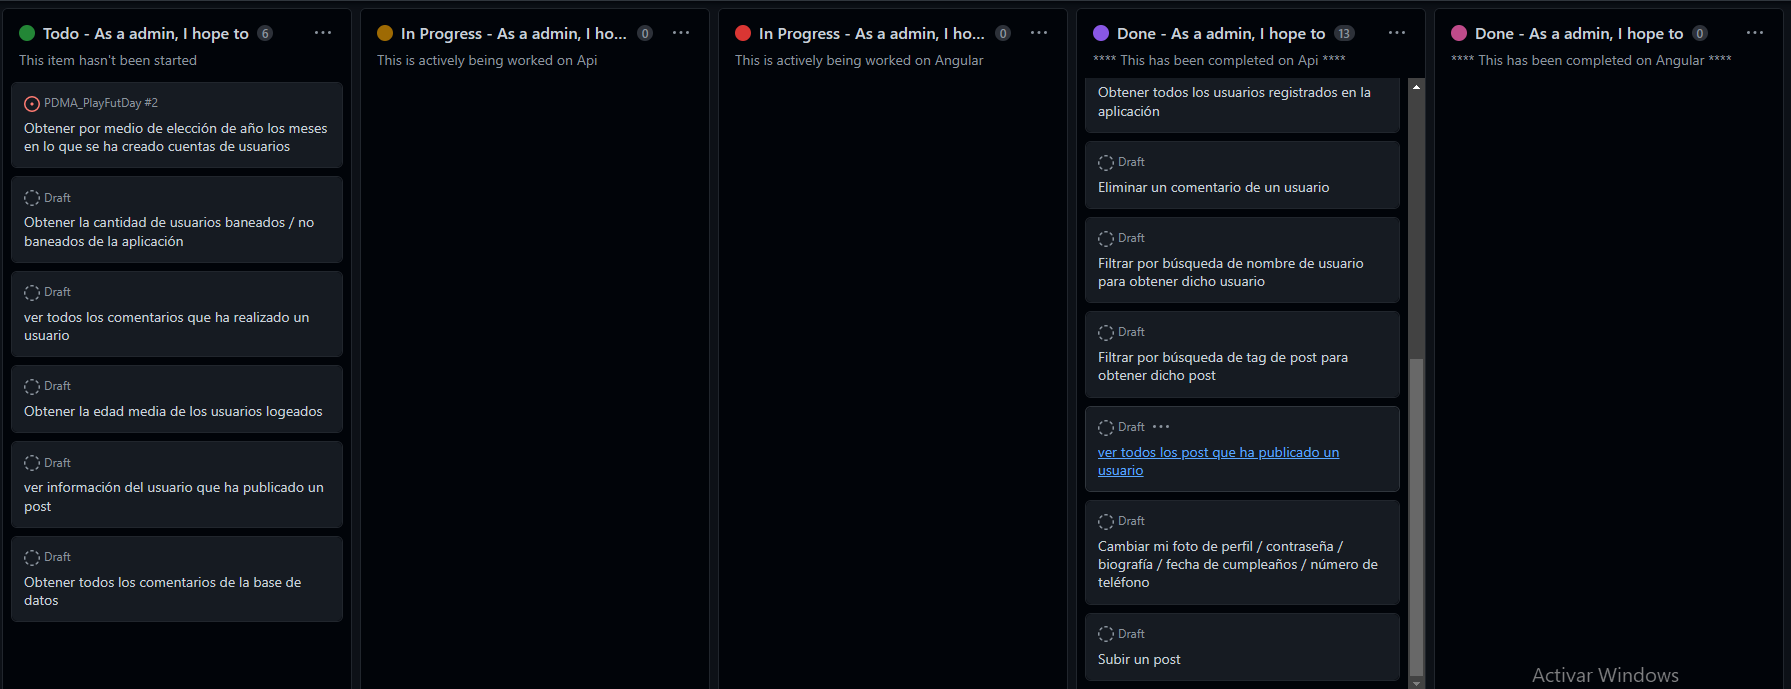 Todo - As a admin, I hope to 6
This item hasn't been started
PDMA_PlayFutDay #2
Obtener por medio de elección de año los meses
en lo que se ha creado cuentas de usuarios
Draft
Obtener la cantidad de usuarios baneados / no
baneados de la aplicación
Draft
ver todos los comentarios que ha realizado un
usuario
Draft
Obtener la edad media de los usuarios logeados
Draft
ver información del usuario que ha publicado un
post
Draft
Obtener todos los comentarios de la base de
datos
In Progress - As a admin, I ho... 0
This is actively being worked on Api
In Progress - As a admin, I ho... 0
This is actively being worked on Angular
Done - As a admin, I hope to 13
**** This has been completed on Api ****
Obtener todos los usuarios registrados en la
aplicación
Draft
Eliminar un comentario de un usuario
Draft
Filtrar por búsqueda de nombre de usuario
para obtener dicho usuario
Draft
Filtrar por búsqueda de tag de post para
obtener dicho post
Draft
ver todos los post que ha publicado un
usuario
Draft
Cambiar mi foto de perfil / contraseña /
biografía / fecha de cumpleaños / número de
teléfono
Draft
Subir un post
Done - As a admin, I hope to 0
**** This has been completed on Angular ****
Activar Windows